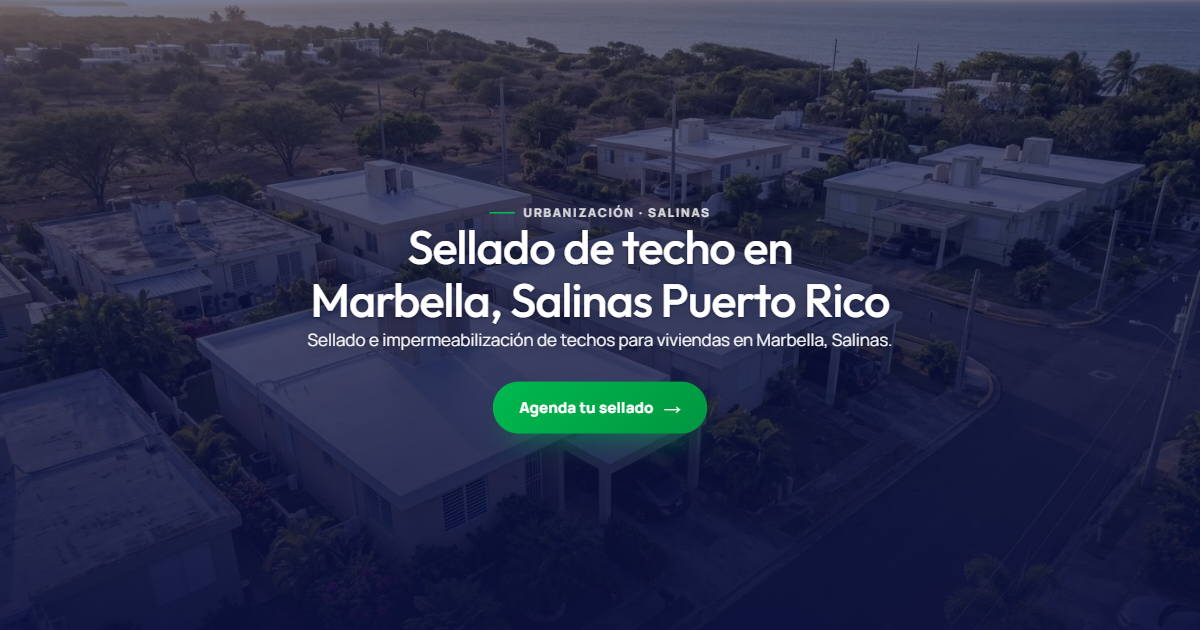 URBANIZACIÓN · SALINAS
Sellado de techo en
Marbella, Salinas Puerto Rico
Sellado e impermeabilización de techos para viviendas en Marbella, Salinas.
Agenda tu sellado →